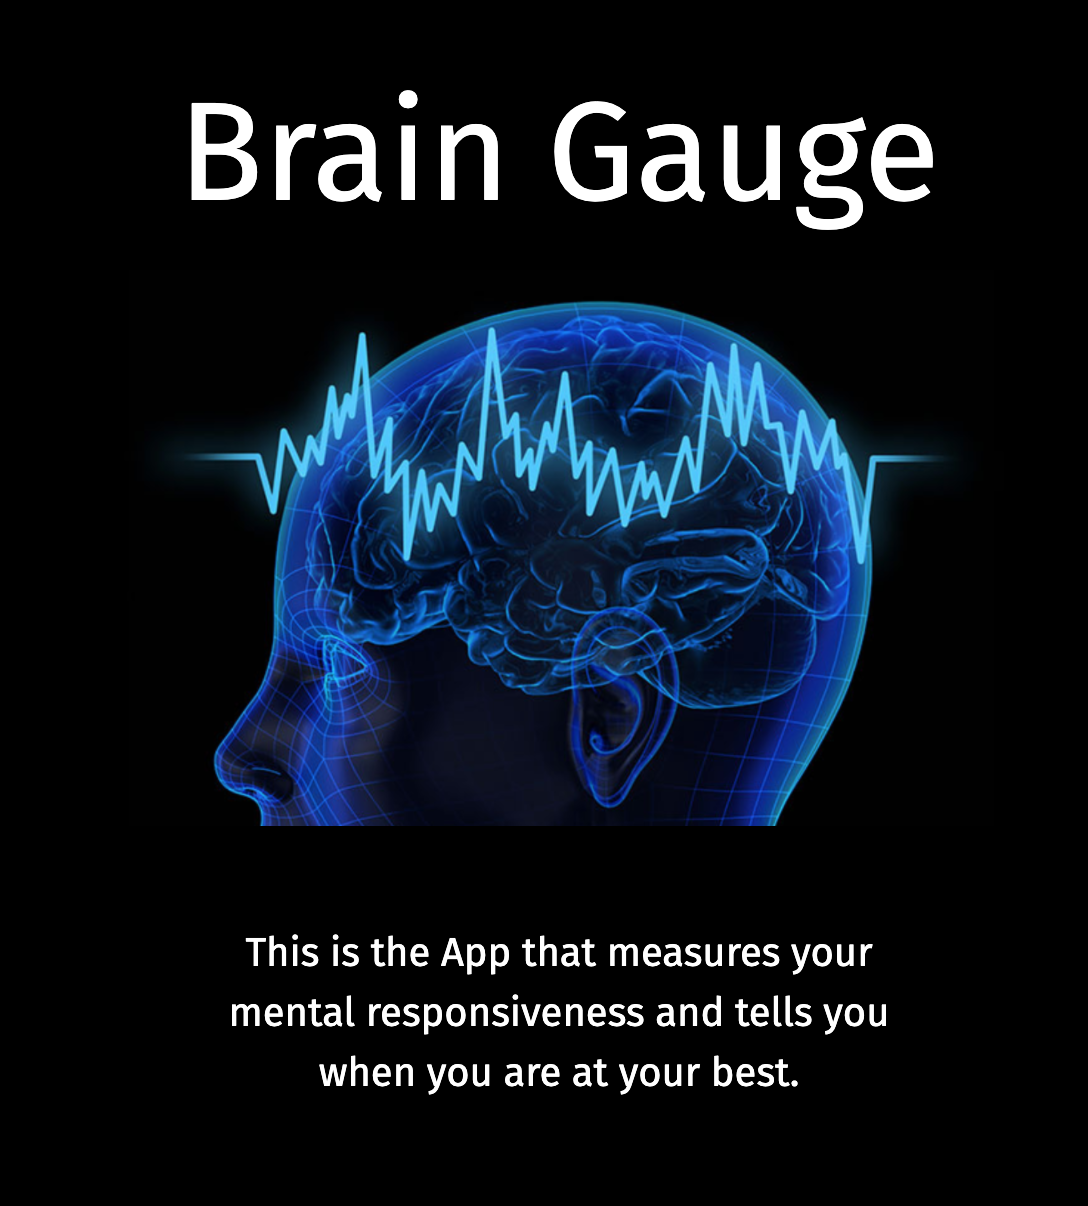 Brain Gauge
This is the App that measures your
mental responsiveness and tells you
when you are at your best.